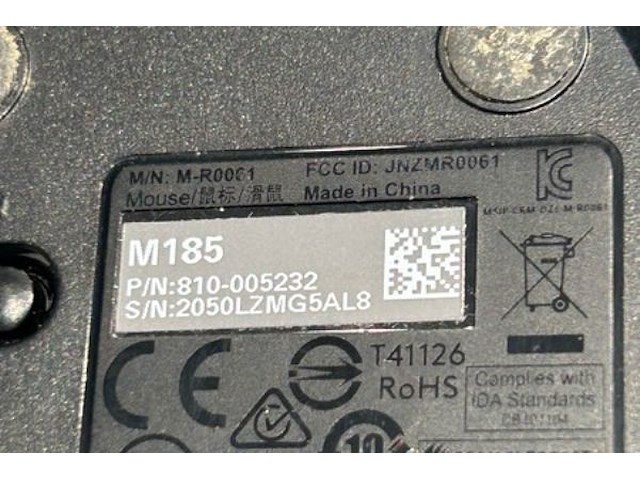 M/N: M-R0061
FCC ID: JNZMR0061
Mouse/鼠标/滑鼠
Made in China
M185
P/N:810-005232
S/N:2050LZMG5AL8
T41126
RoHS
Complies with
IDA Standards
10